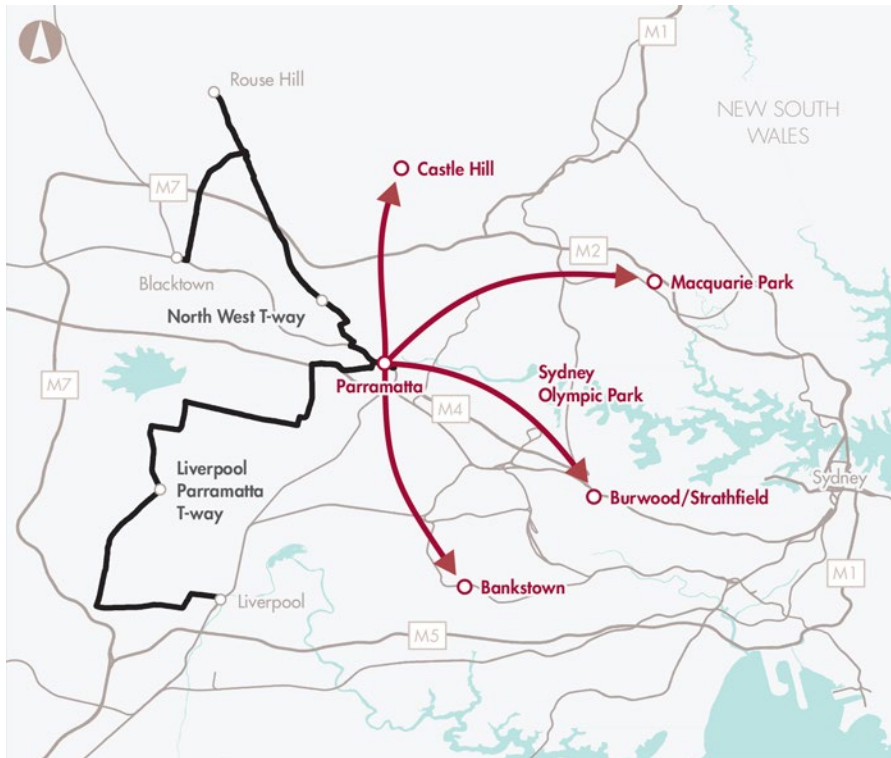 M1
Rouse Hill
NEW SOUTH
WALES
Castle Hill
M7
M2
Blacktown
Macquarie Park
North West T-way
Sydney
Olympic Park
Parramatta
M7
M4
Liverpool
Parramatta
T-way
Sydney
Burwood/Strathfield
Bankstown
Liverpool
M1
M5